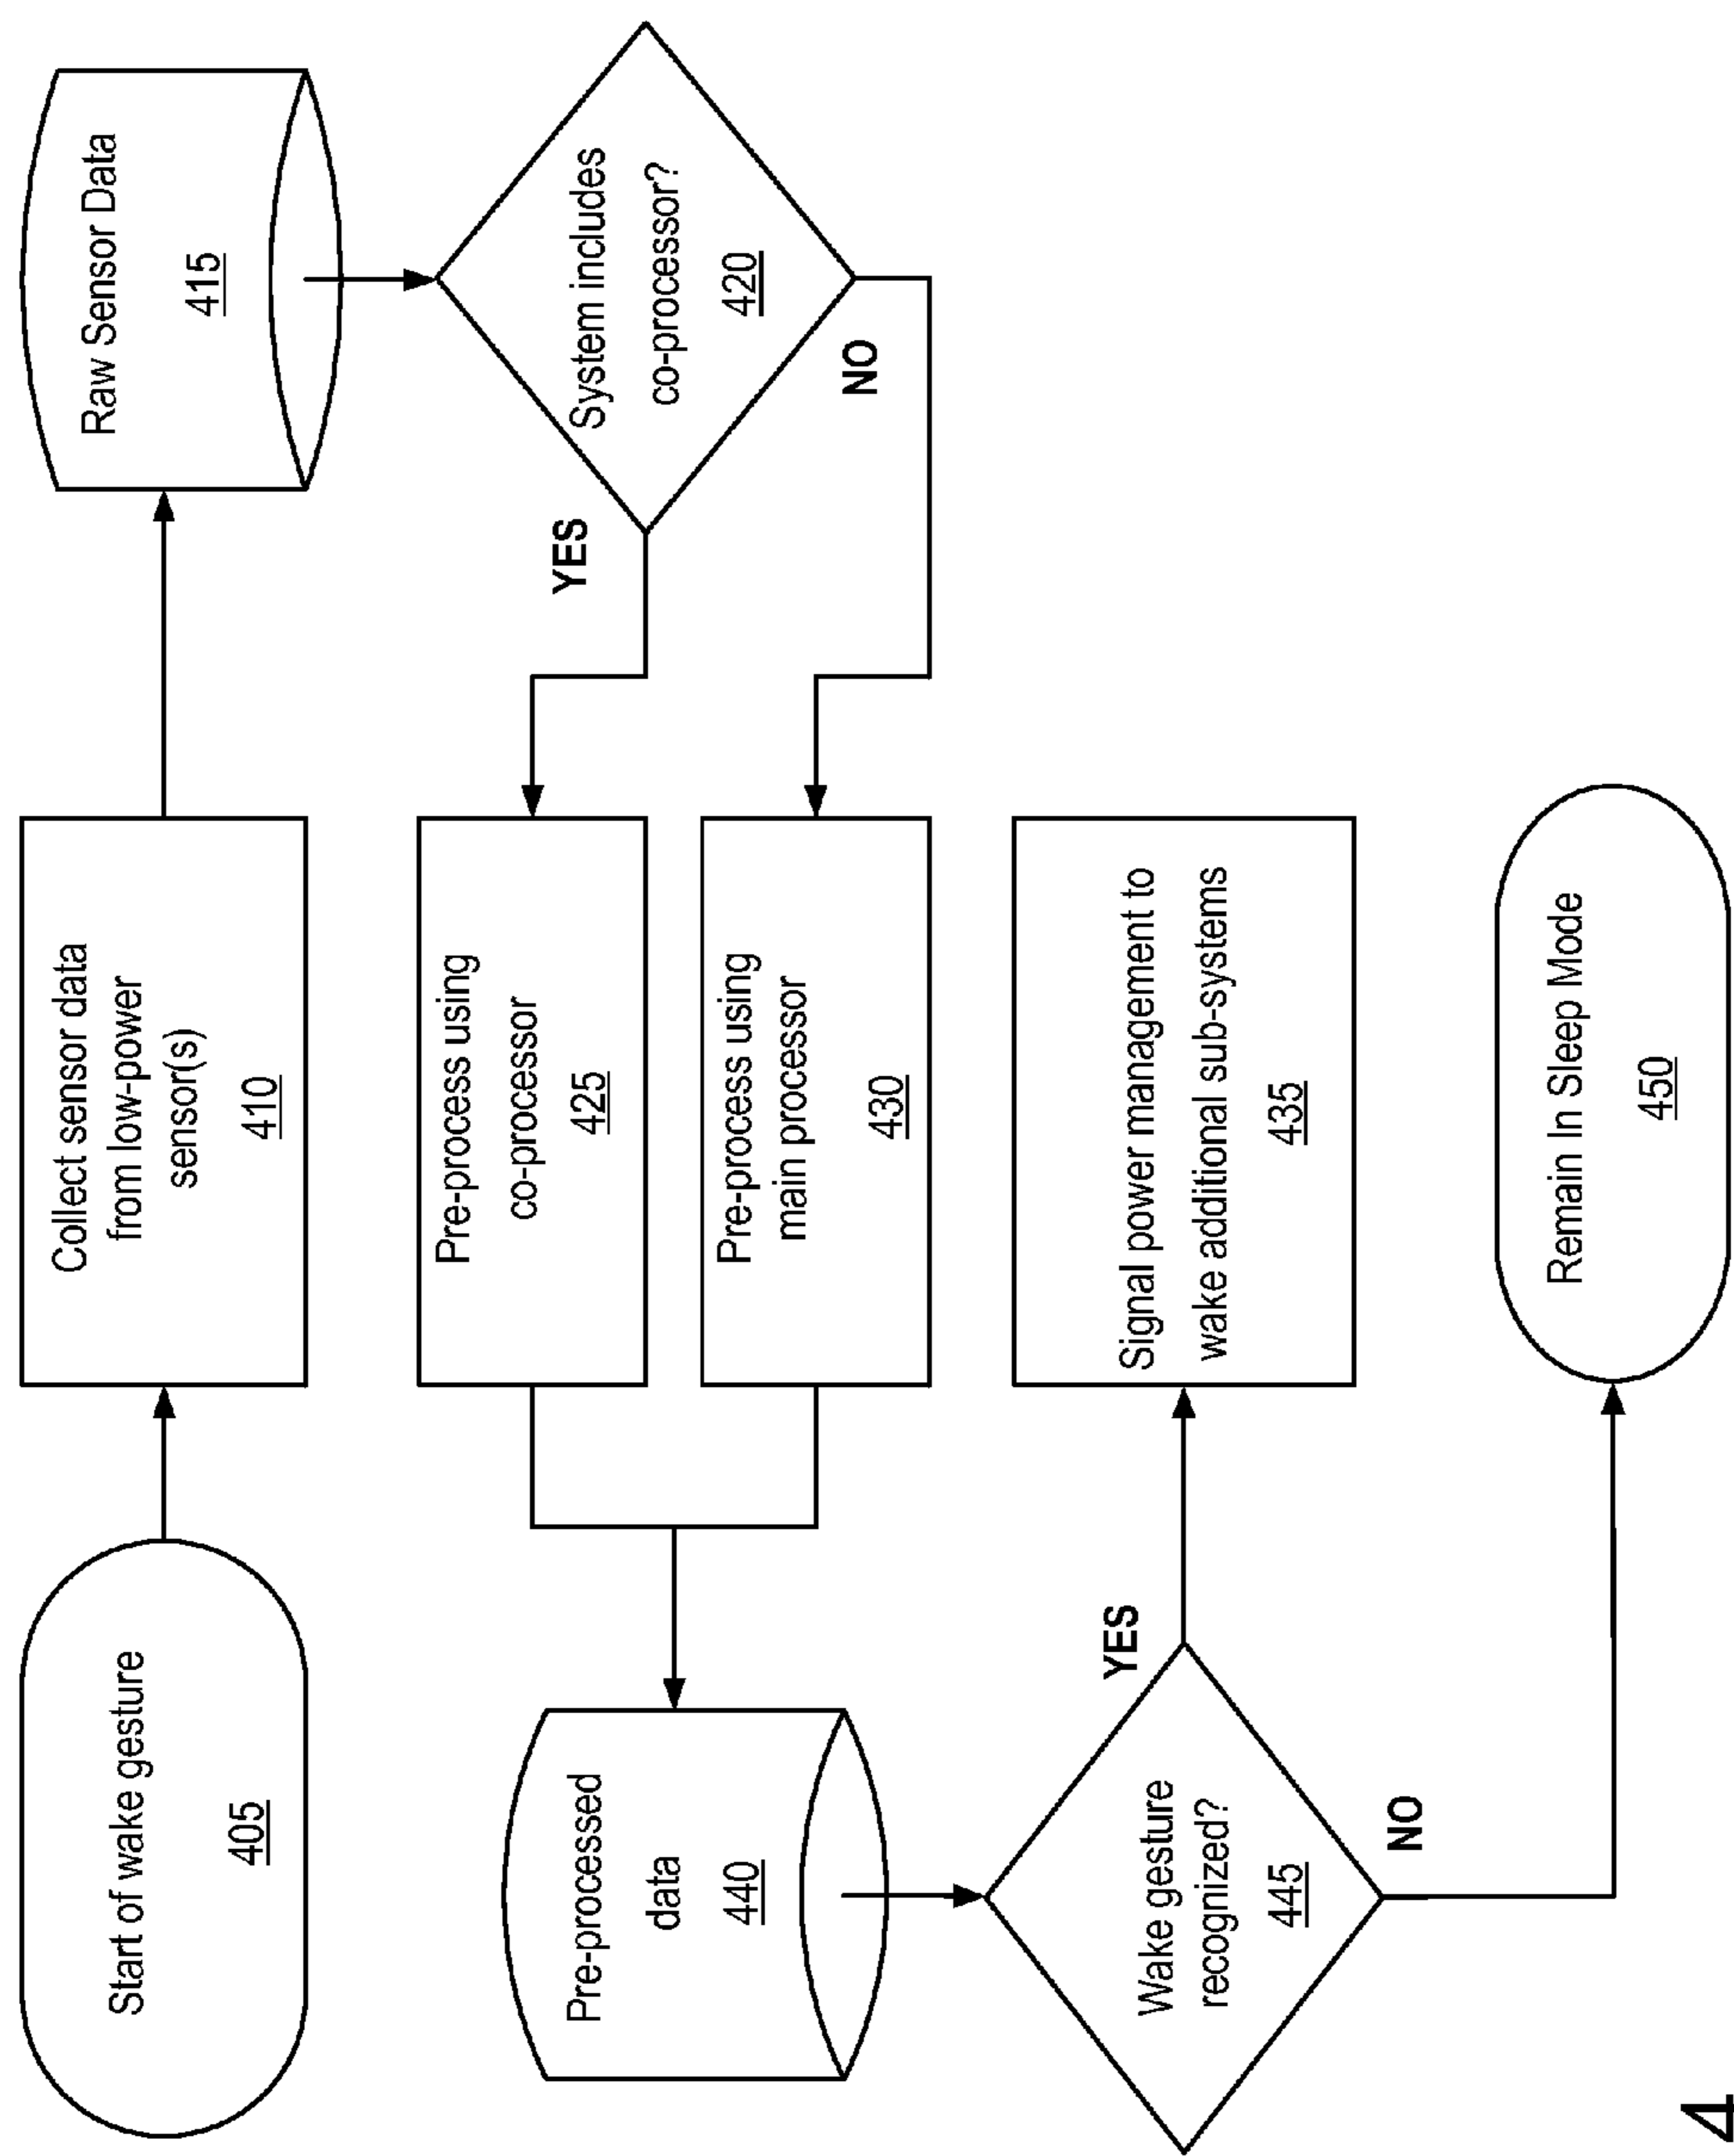 Start of wake gesture
405
Collect sensor data
from low-power
sensor(s)
410
Raw Sensor Data
415
System includes
co-processor?
420
YES
NO
Pre-process using
co-processor
425
Pre-process using
main processor
430
Pre-processed
data
440
Wake gesture
recognized?
445
YES
NO
Signal power management to
wake additional sub-systems
435
Remain In Sleep Mode
450
4